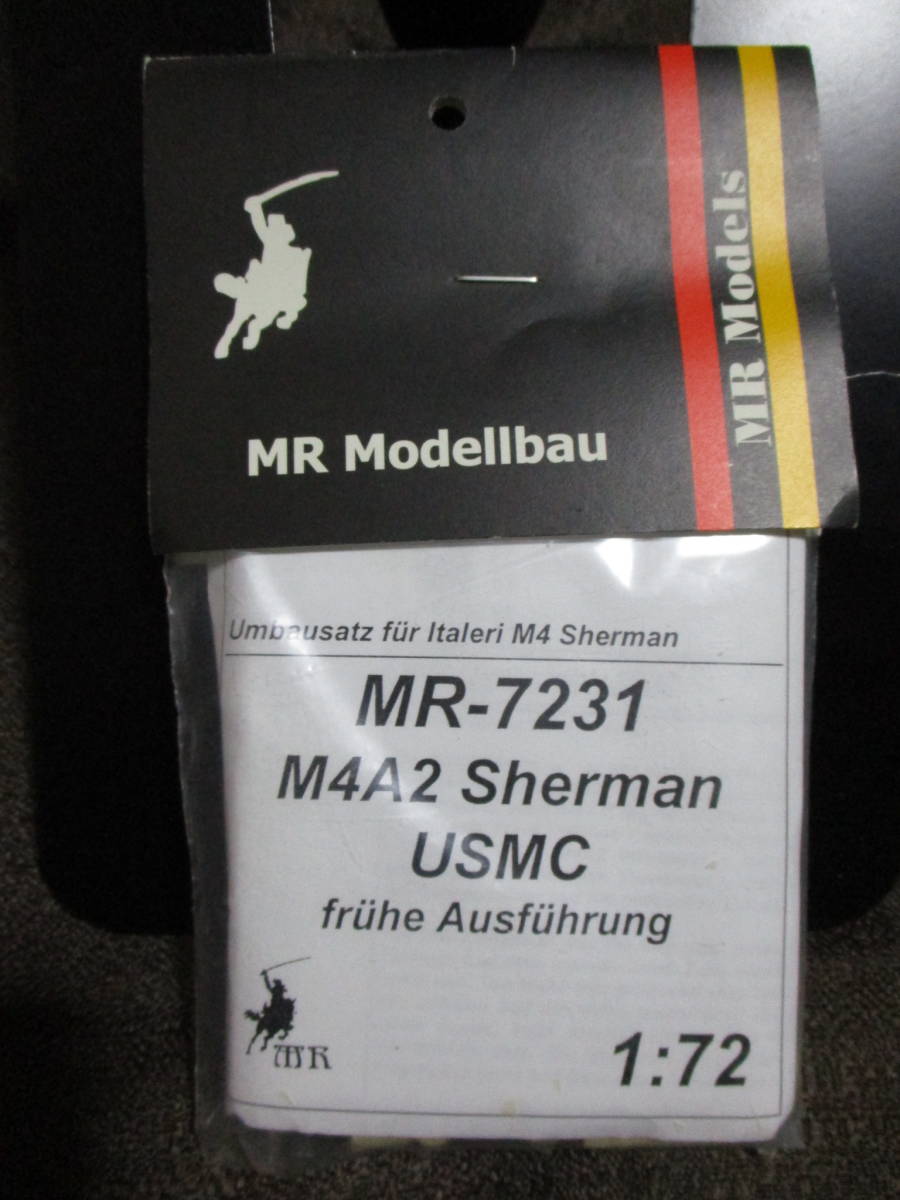 MR Models
MR Modellbau
Umbausatz für Italeri M4 Sherman
MR-7231
M4A2 Sherman
USMC
frühe Ausführung
MR
1:72